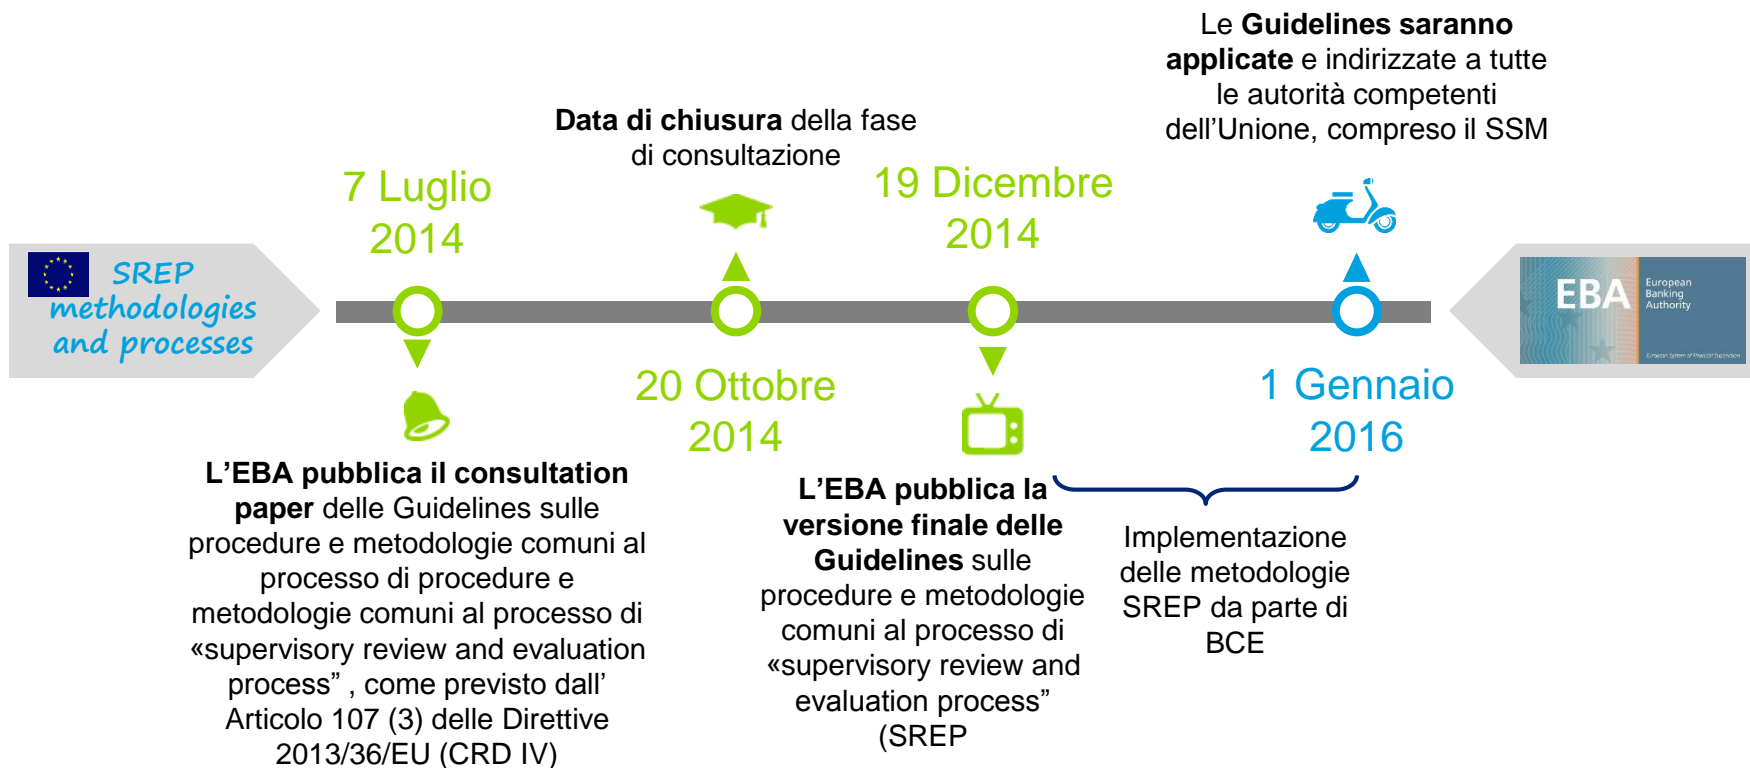 Le Guidelines saranno
applicate e indirizzate a tutte
le autorità competenti
dell’Unione, compreso il SSM
Data di chiusura della fase
di consultazione
7 Luglio
2014
19 Dicembre
2014
SREP
methodologies
and processes
EBA
European
Banking
Authority
European System of Financial Supervision
20 Ottobre
2014
1 Gennaio
2016
L’EBA pubblica il consultation
paper delle Guidelines sulle
procedure e metodologie comuni al
processo di procedure e
metodologie comuni al processo di
«supervisory review and evaluation
process” , come previsto dall’
Articolo 107 (3) delle Direttive
2013/36/EU (CRD IV)
L’EBA pubblica la
versione finale delle
Guidelines sulle
procedure e metodologie
comuni al processo di
«supervisory review and
evaluation process”
(SREP
Implementazione
delle metodologie
SREP da parte di
BCE